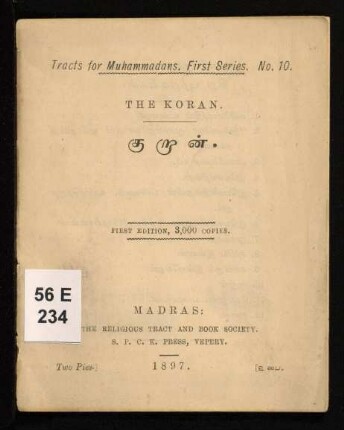 Tracts for Muhammadans. First Series. No. 10.
THE KORAN.
குறான்.
FIRST EDITION, 3,000 COPIES.
56 E
234
MADRAS:
THE RELIGIOUS TRACT AND BOOK SOCIETY.
S. P. C. K. PRESS, VEPERY.
1897.
Two Pies.]